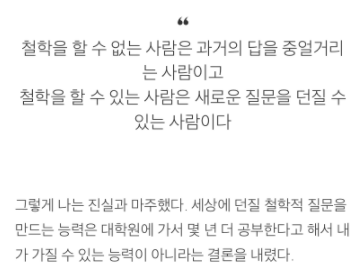 ❝
철학을 할 수 없는 사람은 과거의 답을 중얼거리
는 사람이고
철학을 할 수 있는 사람은 새로운 질문을 던질 수
있는 사람이다
그렇게 나는 진실과 마주했다. 세상에 던질 철학적 질문을
만드는 능력은 대학원에 가서 몇 년 더 공부한다고 해서 내
가 가질 수 있는 능력이 아니라는 결론을 내렸다.